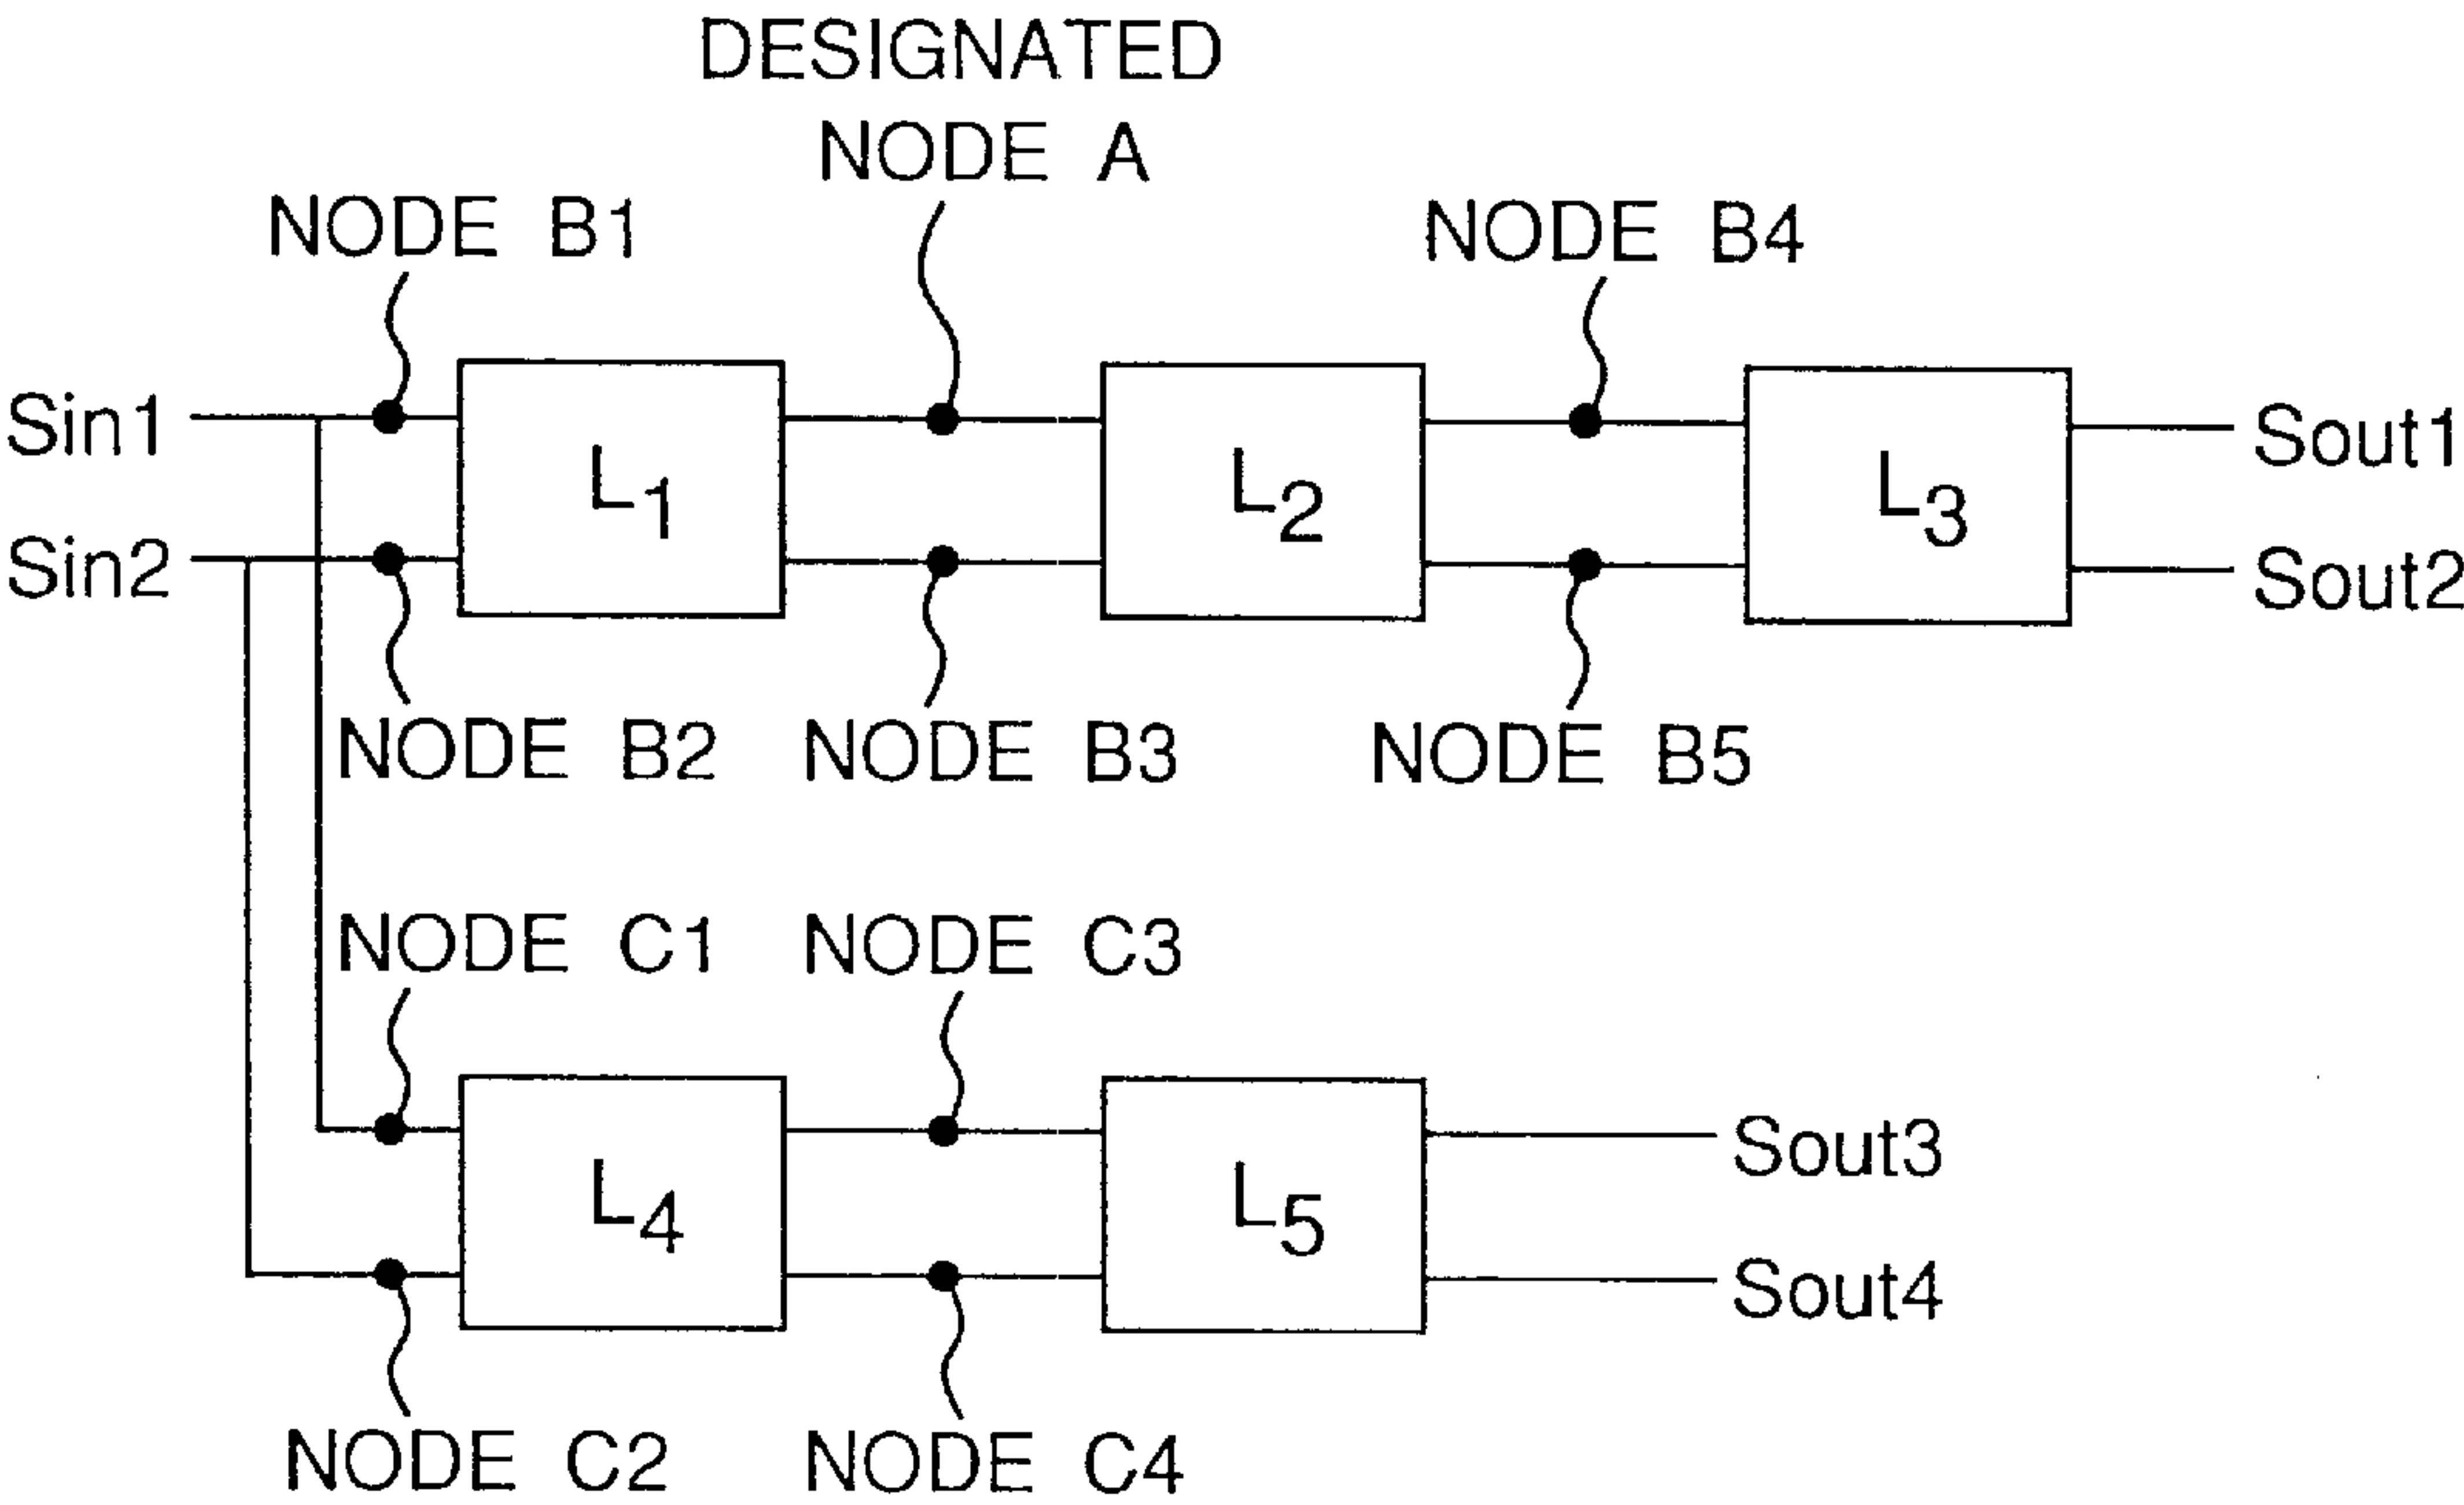 DESIGNATED
NODE A
NODE B1
NODE B4
Sin1
L1
L2
L3
Sout1
Sin2
Sout2
NODE B2
NODE B3
NODE B5
NODE C1
NODE C3
L4
L5
Sout3
Sout4
NODE C2
NODE C4